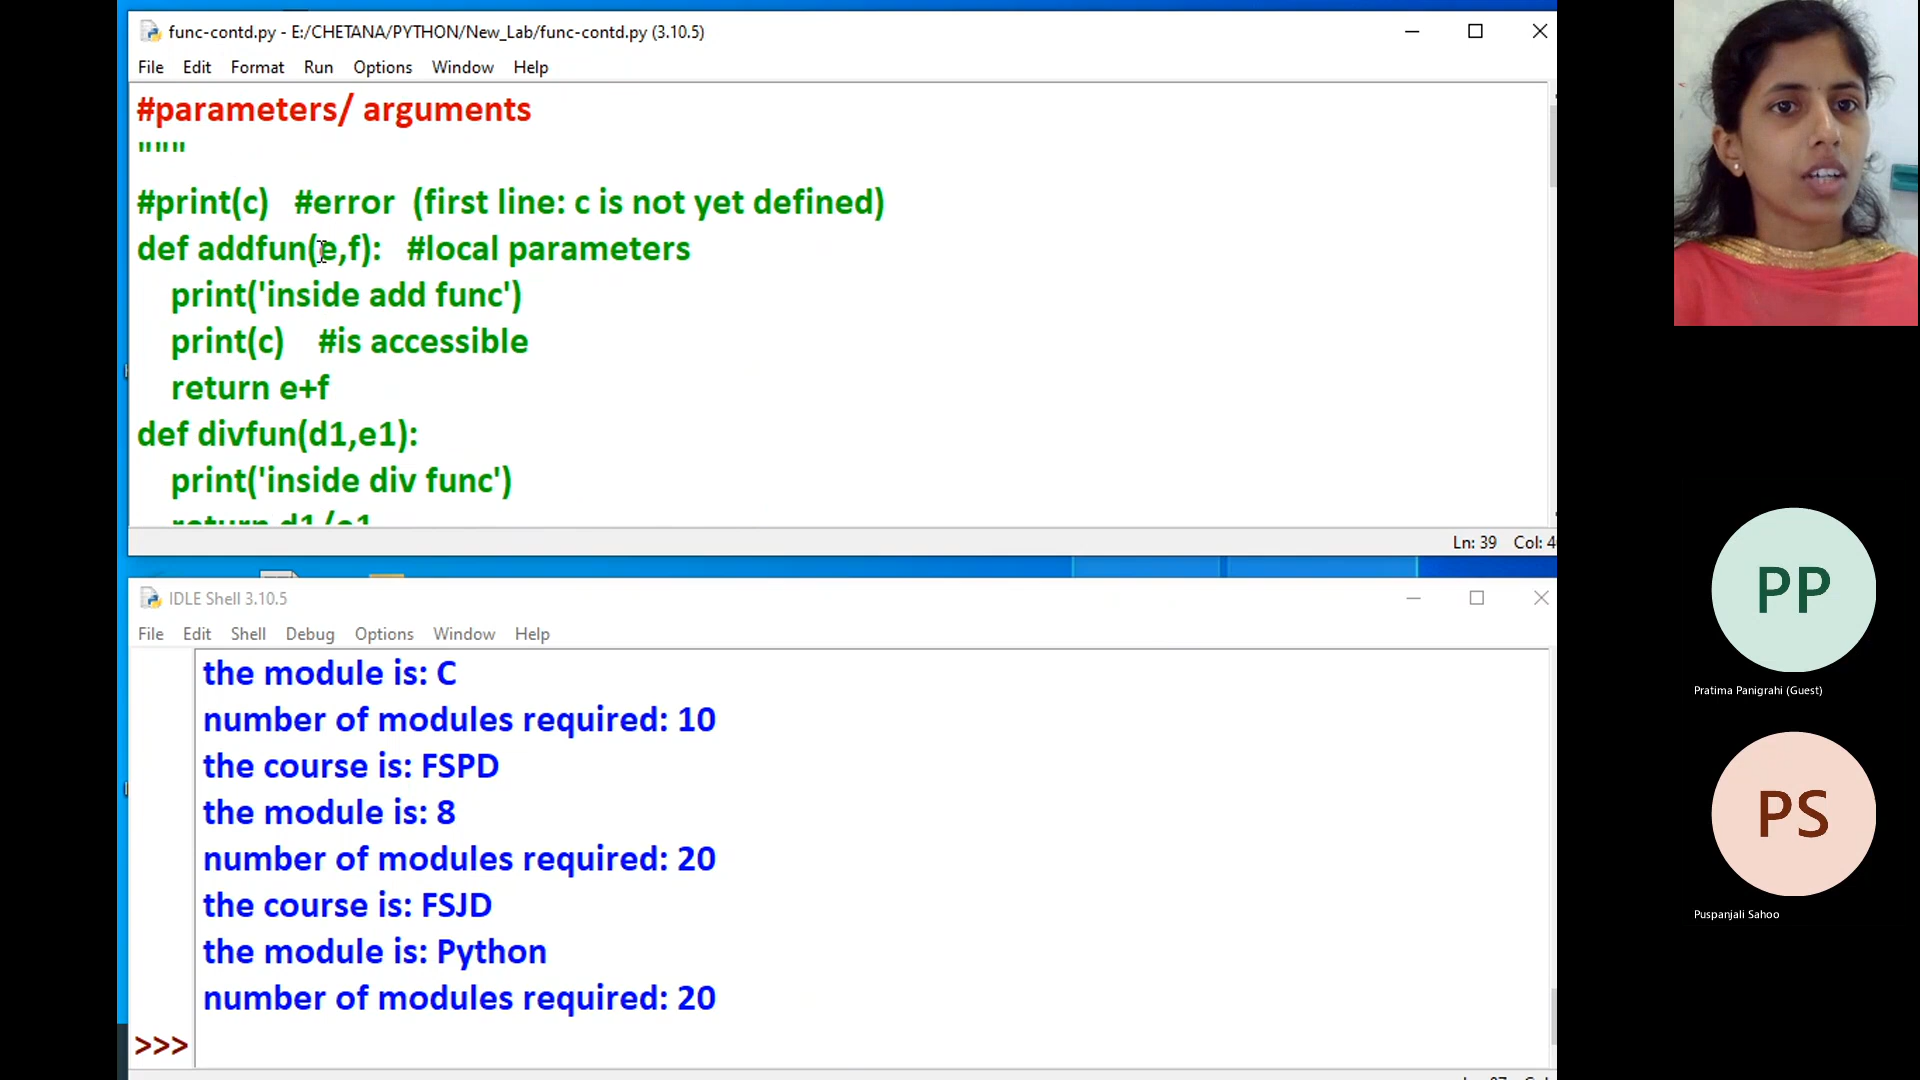 func-contd.py - E:/CHETANA/PYTHON/New_Lab/func-contd.py (3.10.5)
File Edit Format Run Options Window Help
#parameters/ arguments
"""
#print(c) #error (first line: c is not yet defined)
def addfun(e,f): #local parameters
print('inside add func')
print(c) #is accessible
return e+f
def divfun(d1,e1):
print('inside div func')
return d1/e1
Ln: 39 Col: 4
IDLE Shell 3.10.5
File Edit Shell Debug Options Window Help
the module is: C
number of modules required: 10
the course is: FSPD
the module is: 8
number of modules required: 20
the course is: FSJD
the module is: Python
number of modules required: 20
>>>
PP
Pratima Panigrahi (Guest)
PS
Puspanjali Sahoo